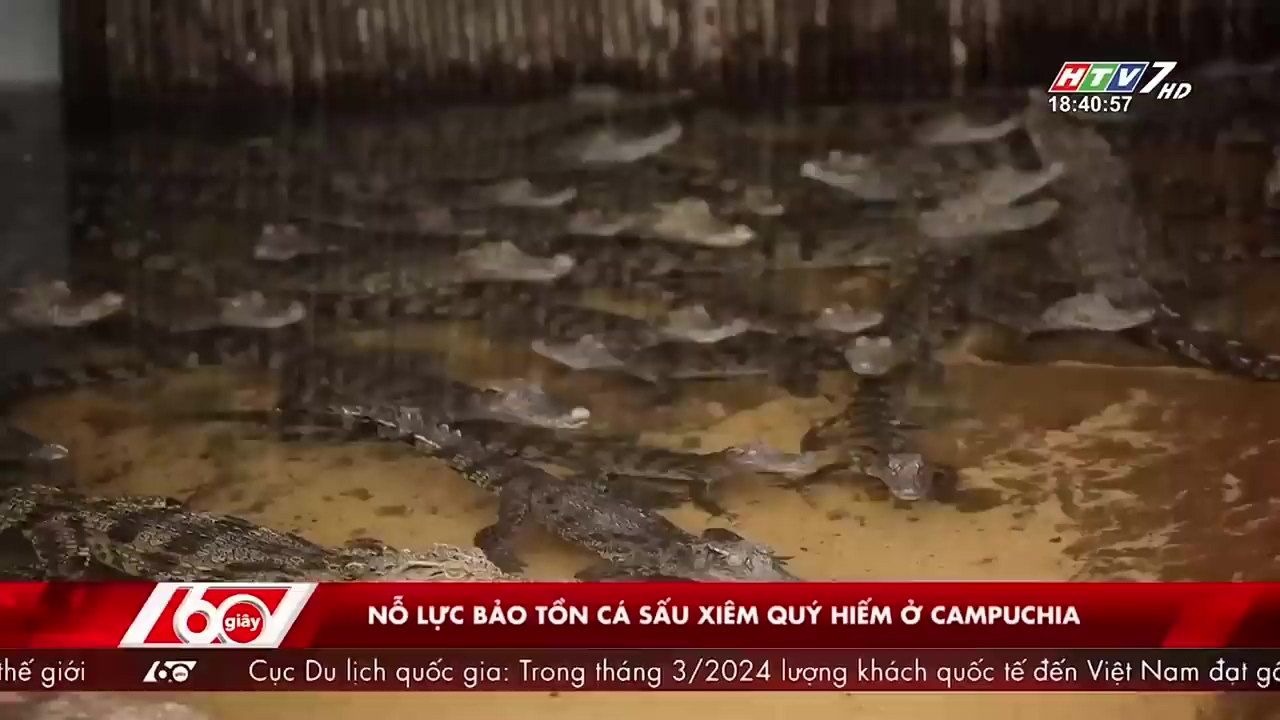 HTV7 HD
18:40:57
60 giây
NỖ LỰC BẢO TỒN CÁ SẤU XIÊM QUÝ HIẾM Ở CAMPUCHIA
thế giới 60 giây Cục Du lịch quốc gia: Trong tháng 3/2024 lượng khách quốc tế đến Việt Nam đạt